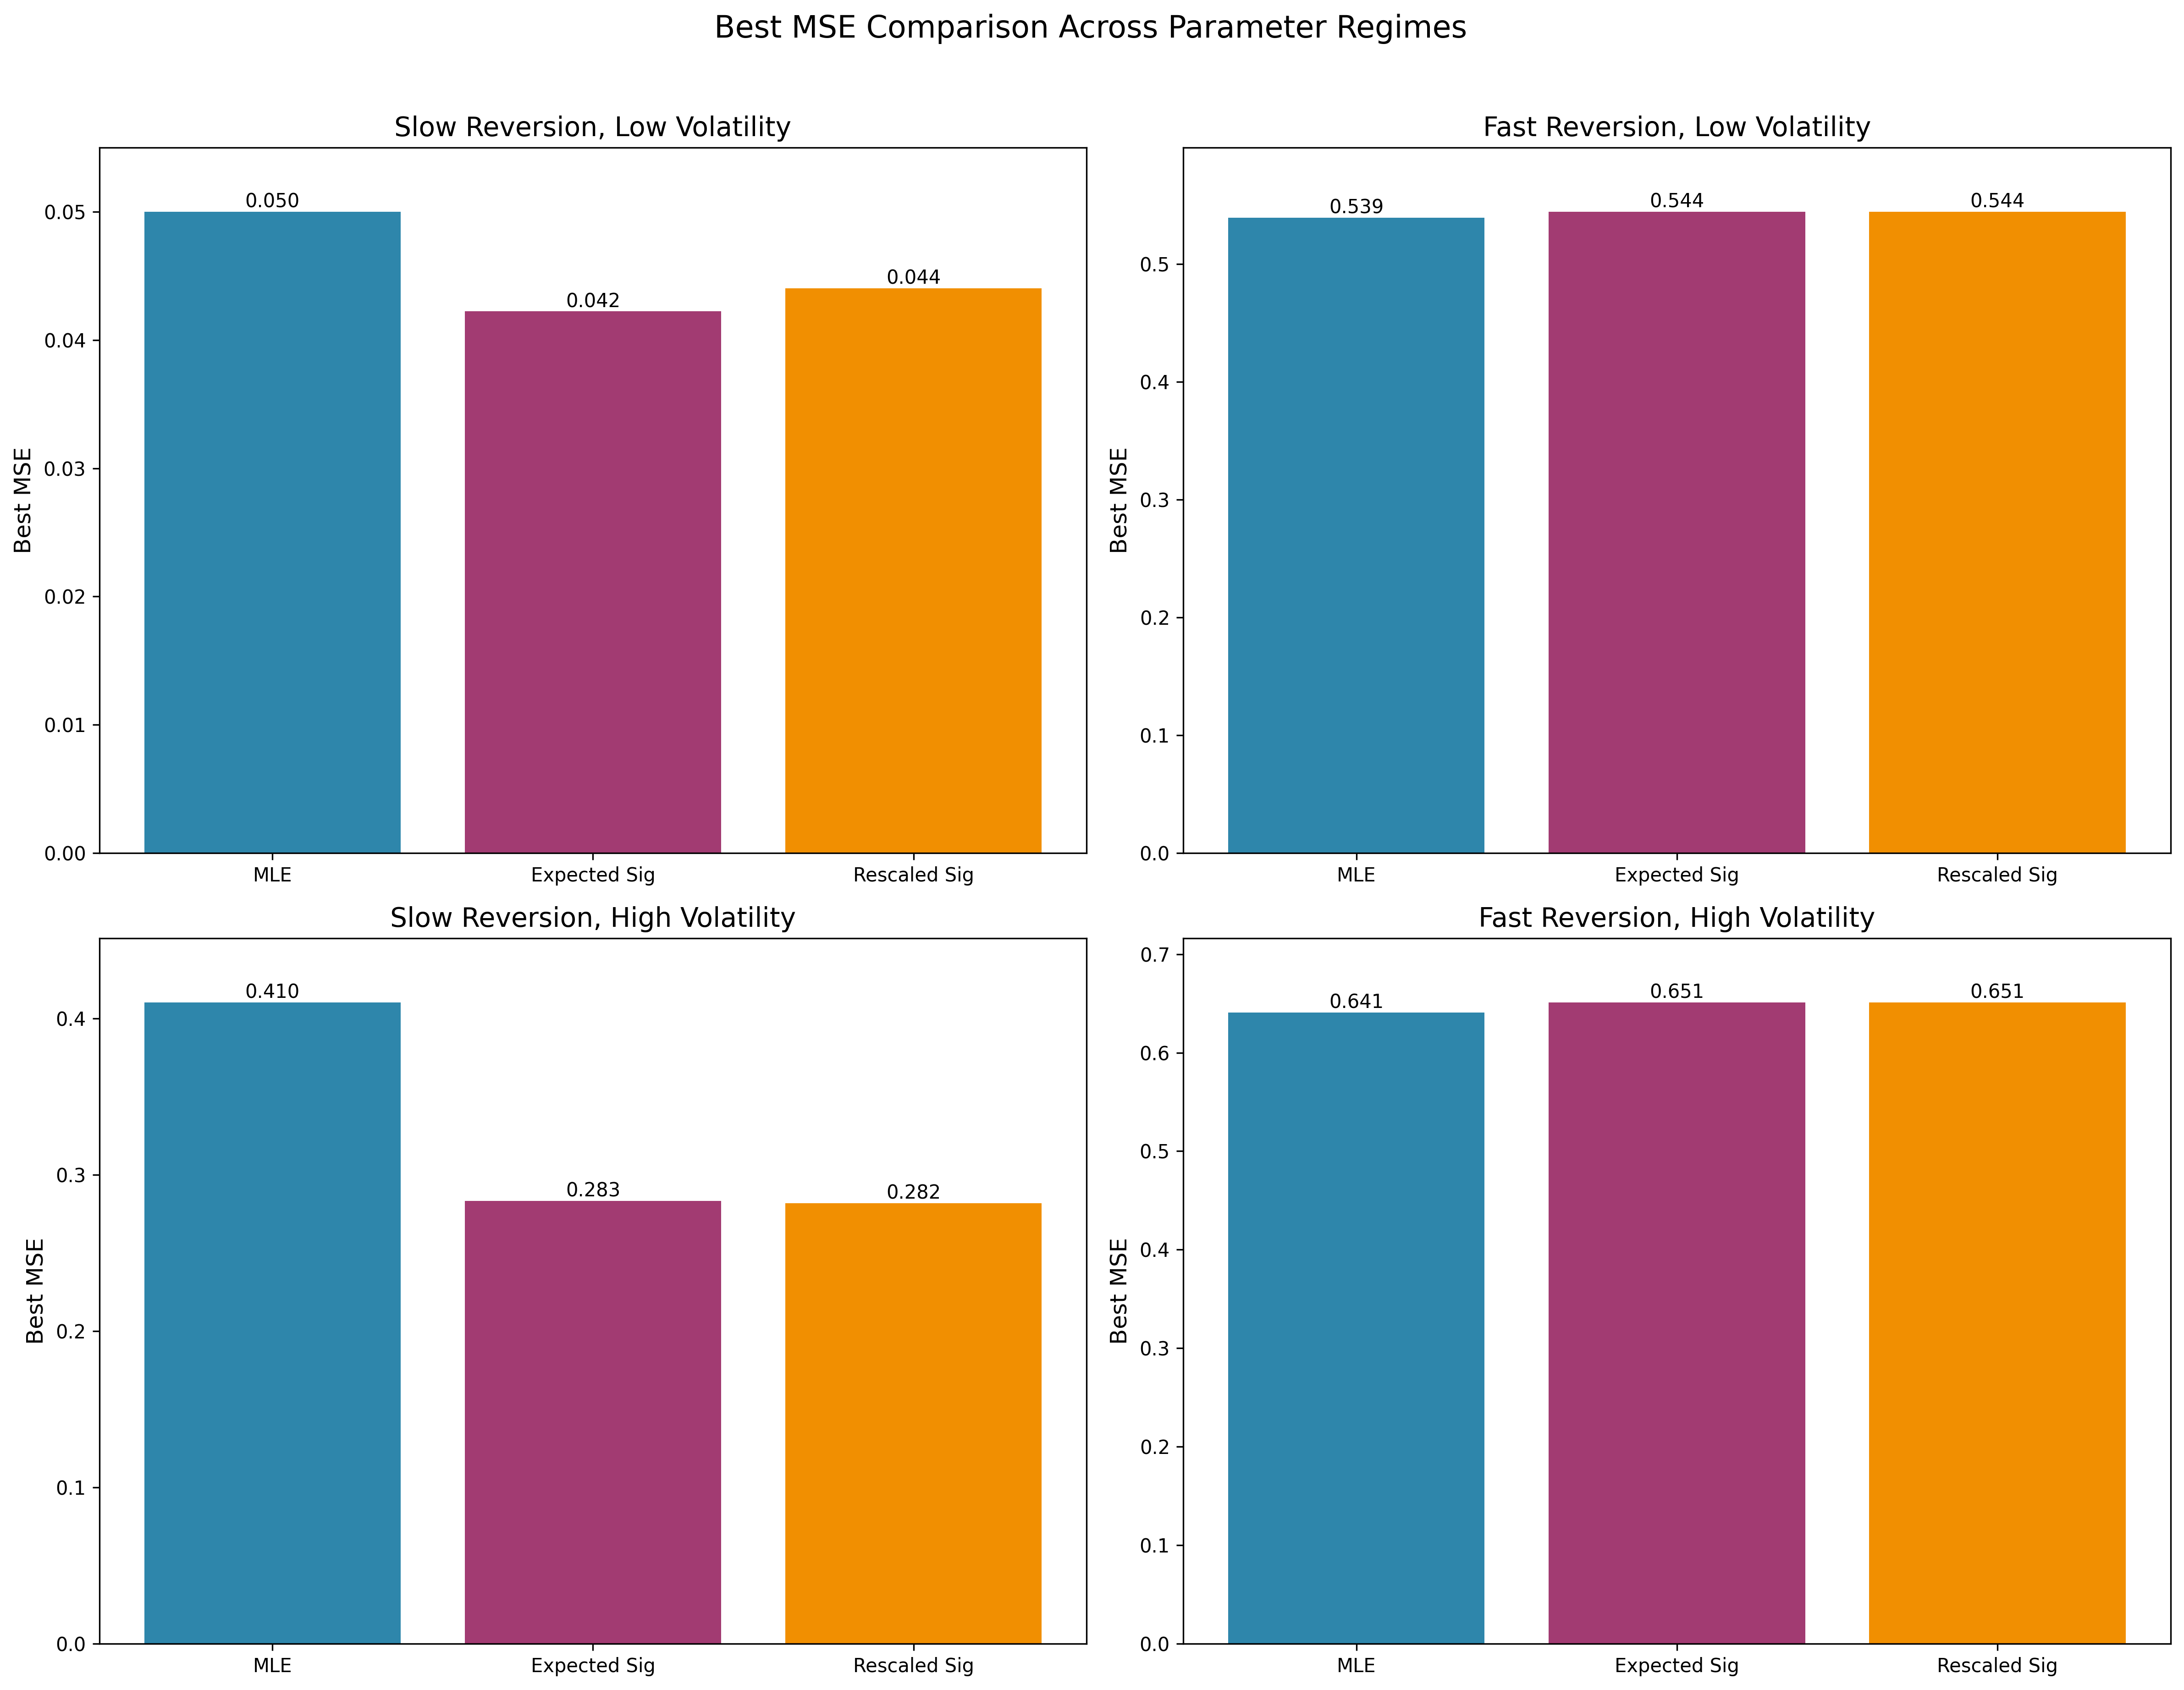 Best MSE Comparison Across Parameter Regimes
Slow Reversion, Low Volatility
Best MSE
0.05
0.04
0.03
0.02
0.01
0.00
0.050
0.042
0.044
MLE Expected Sig Rescaled Sig
Fast Reversion, Low Volatility
Best MSE
0.5
0.4
0.3
0.2
0.1
0.0
0.539
0.544
0.544
MLE Expected Sig Rescaled Sig
Slow Reversion, High Volatility
Best MSE
0.4
0.3
0.2
0.1
0.0
0.410
0.283
0.282
MLE Expected Sig Rescaled Sig
Fast Reversion, High Volatility
Best MSE
0.7
0.6
0.5
0.4
0.3
0.2
0.1
0.0
0.641
0.651
0.651
MLE Expected Sig Rescaled Sig